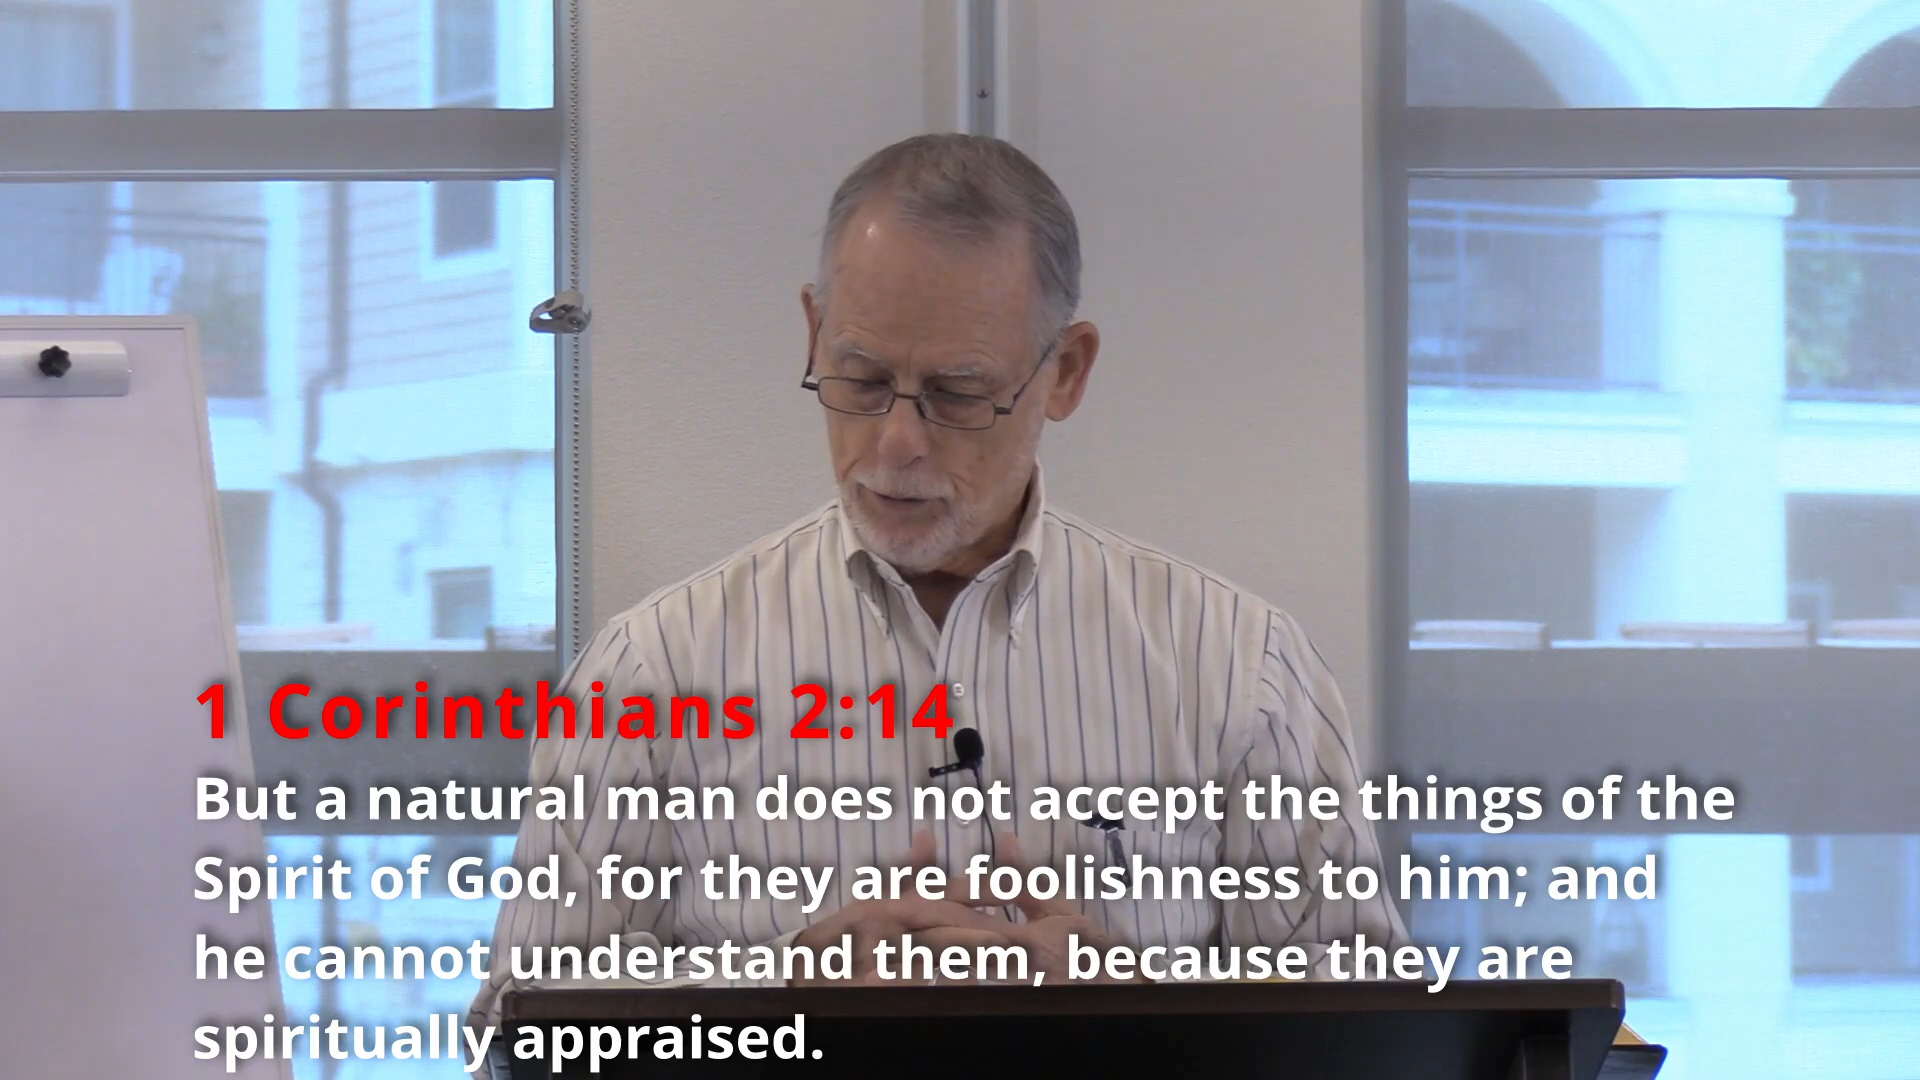 1 Corinthians 2:14
But a natural man does not accept the things of the
Spirit of God, for they are foolishness to him; and
he cannot understand them, because they are
spiritually appraised.